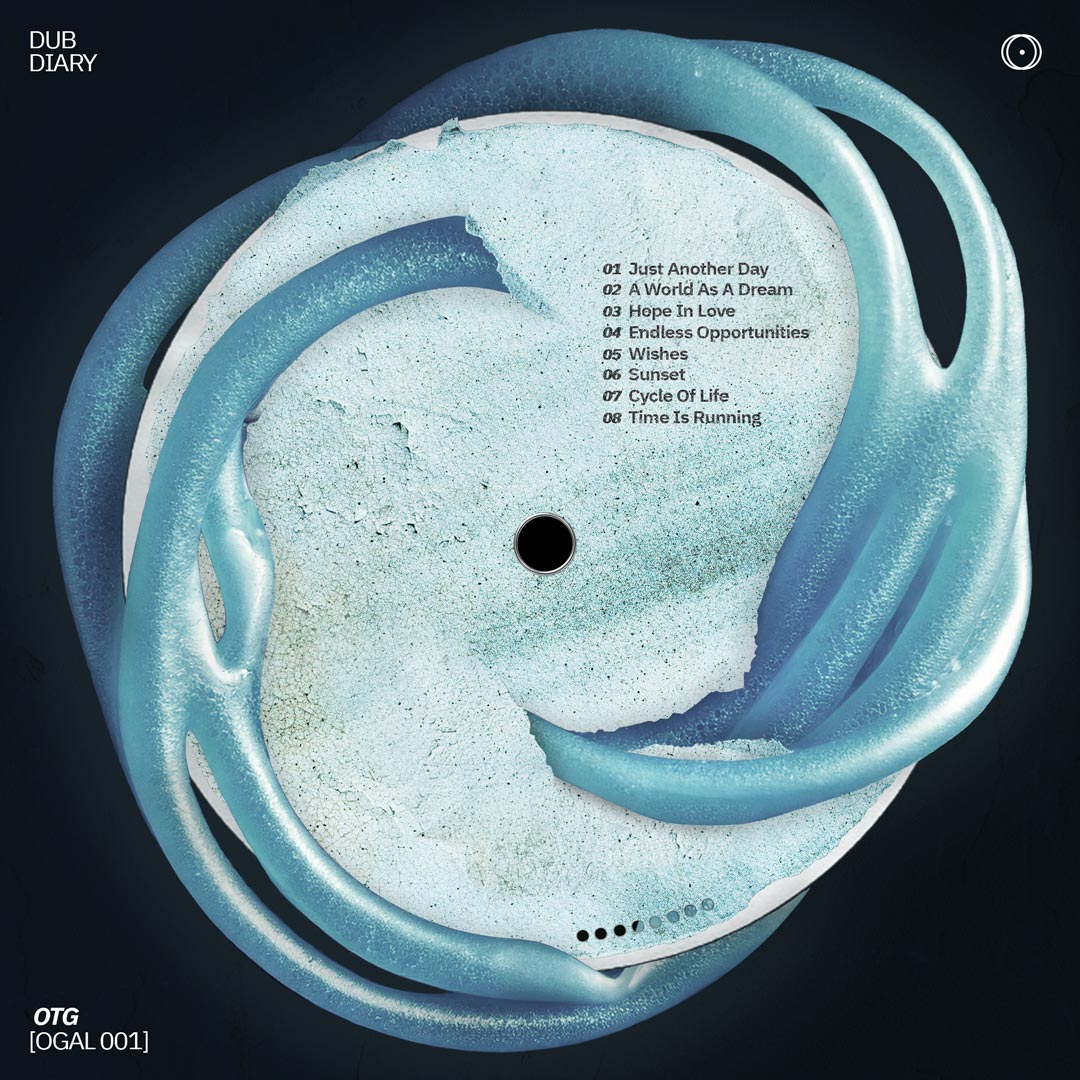 DUB
DIARY
01 Just Another Day
02 A World As A Dream
03 Hope In Love
04 Endless Opportunities
05 Wishes
06 Sunset
07 Cycle Of Life
08 Time Is Running
OTG
[OGAL 001]